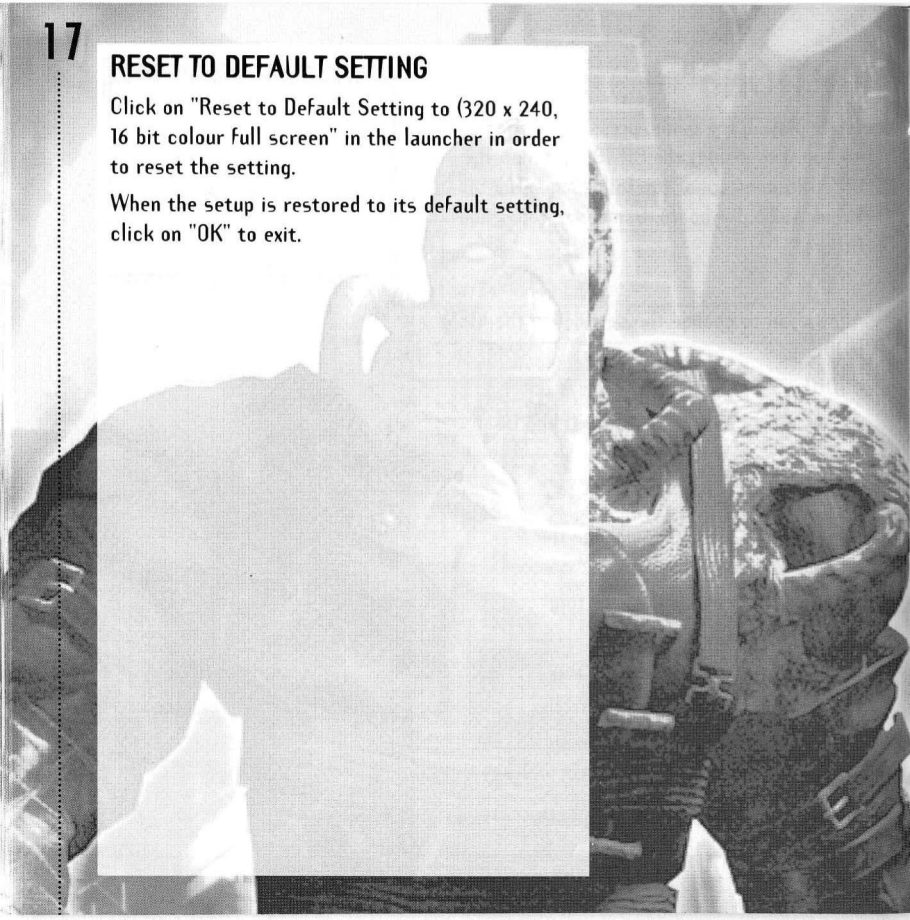 17
RESET TO DEFAULT SETTING
Click on "Reset to Default Setting to (320 x 240,
16 bit colour full screen" in the launcher in order
to reset the setting.
When the setup is restored to its default setting,
click on "OK" to exit.